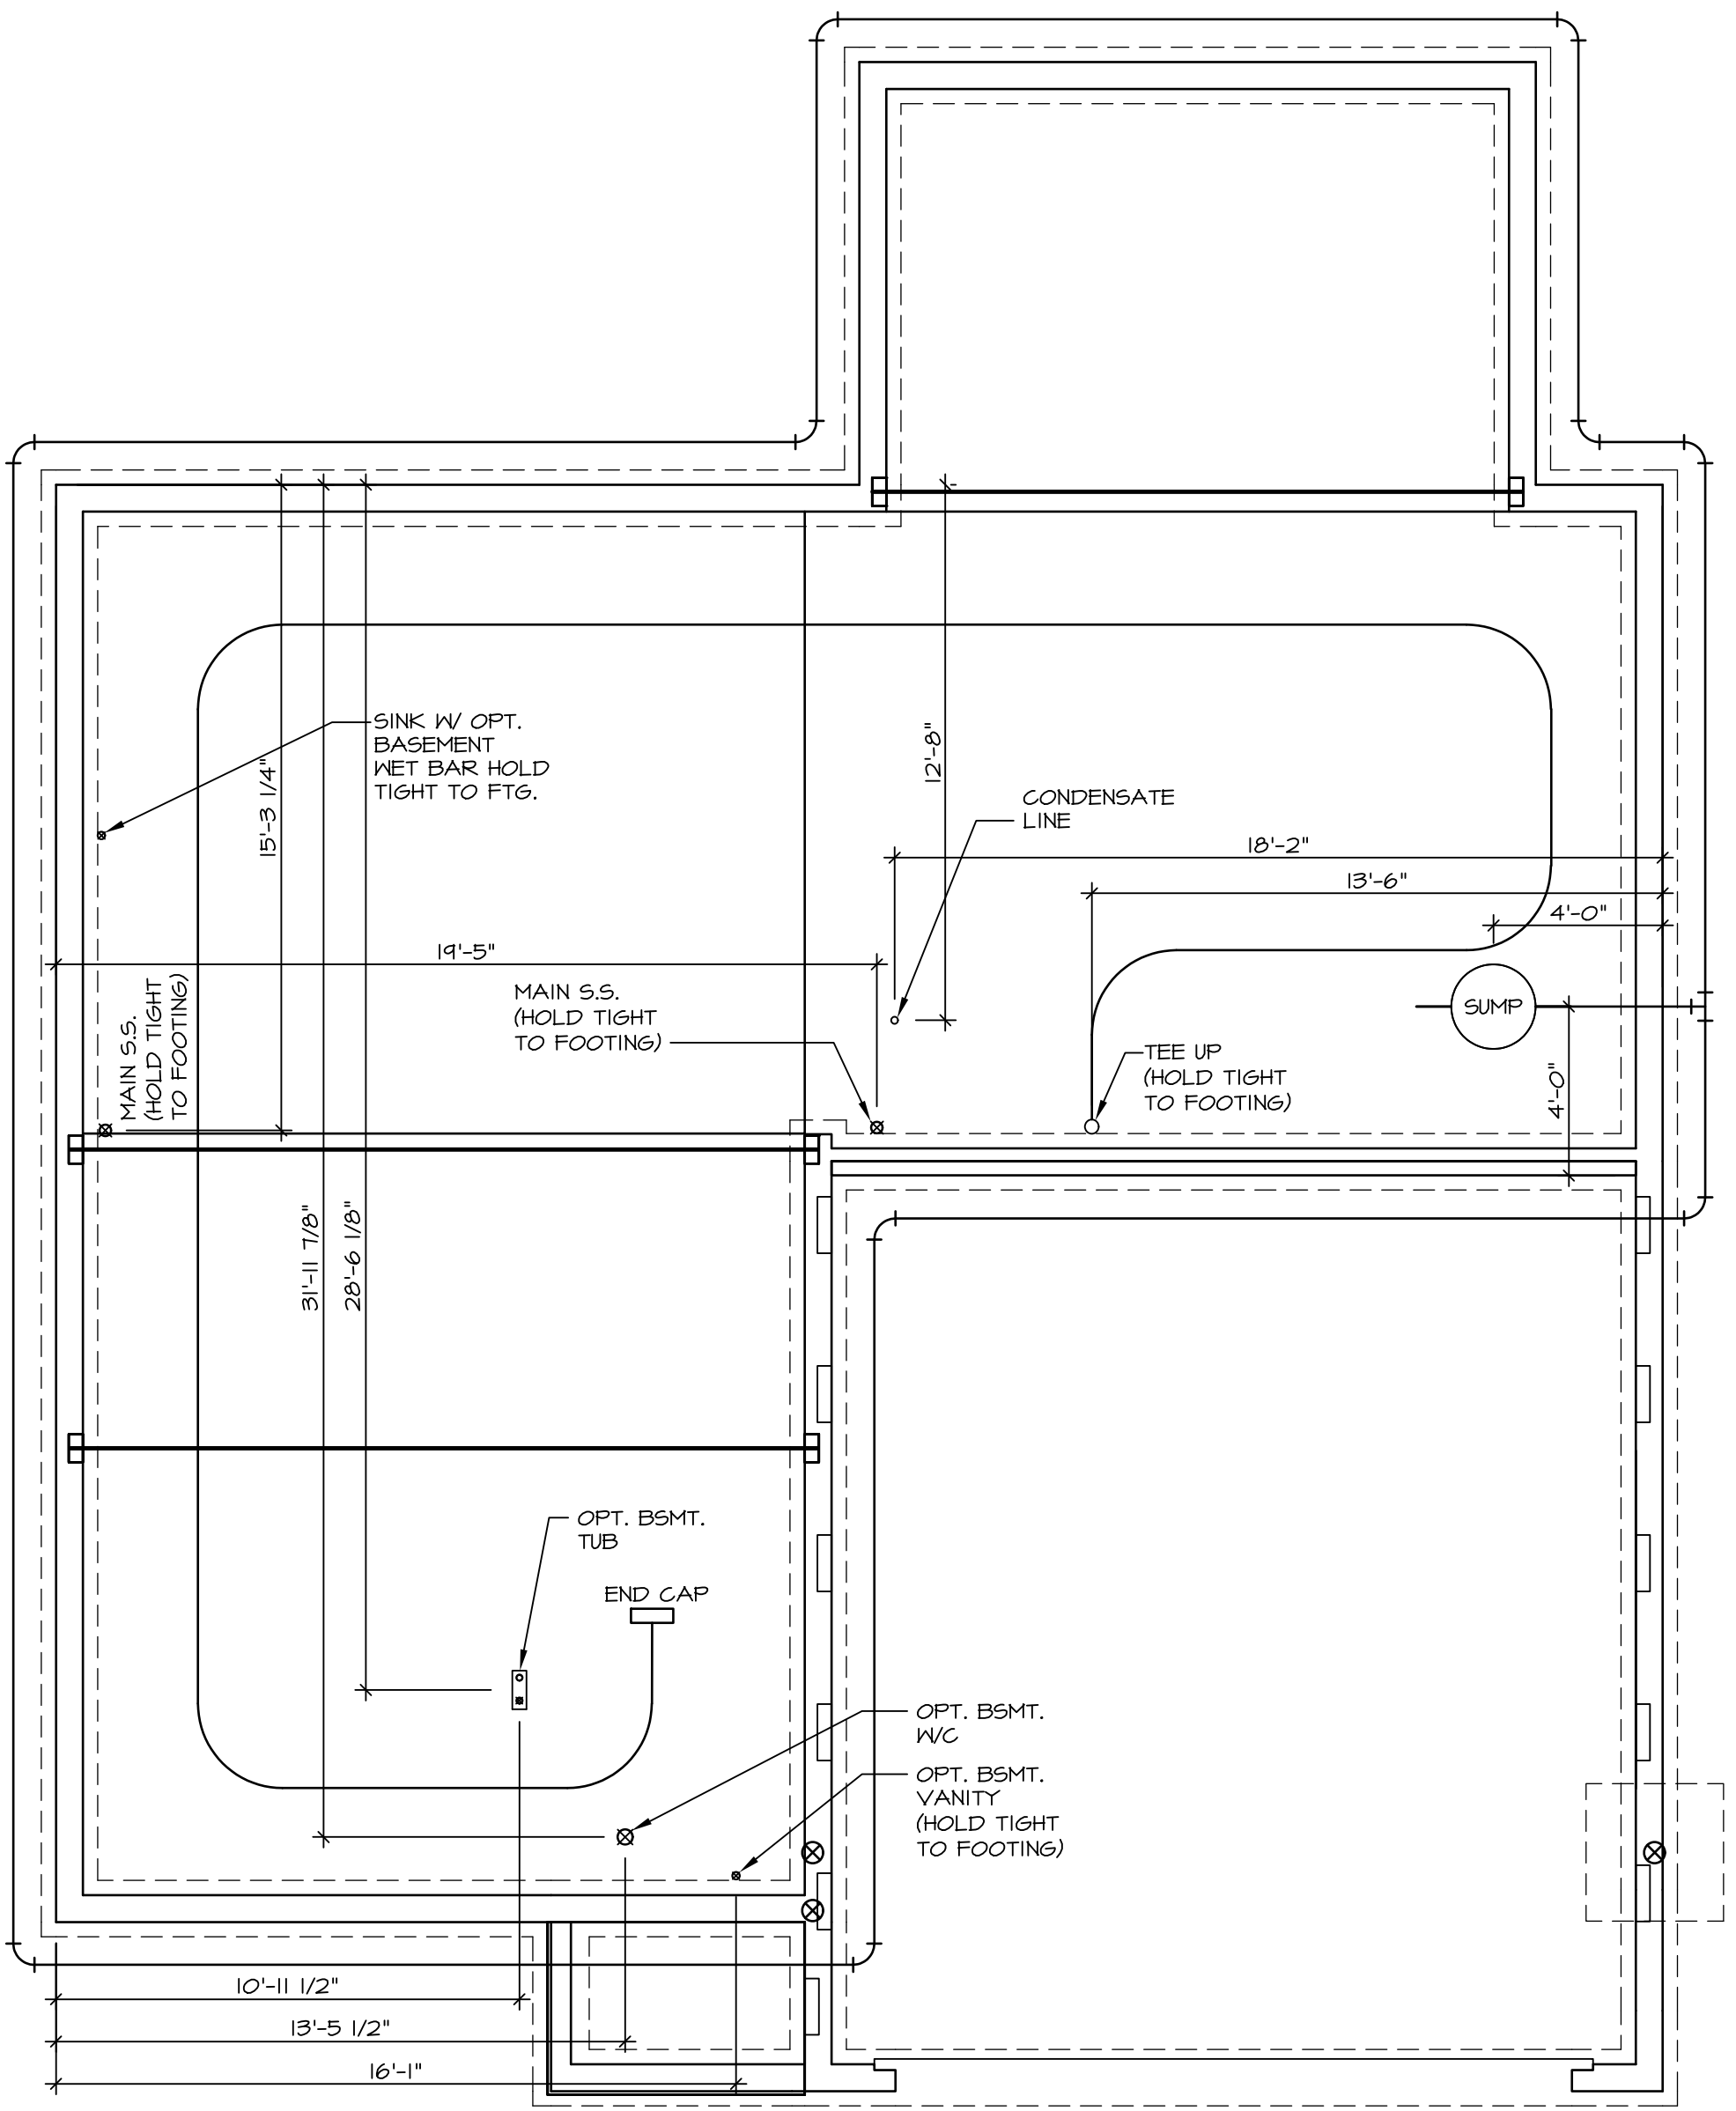 SINK W/ OPT.
BASEMENT
WET BAR HOLD
TIGHT TO FTG.
15'-3 1/4"
12'-8"
CONDENSATE
LINE
18'-2"
13'-6"
4'-0"
19'-5"
MAIN S.S.
(HOLD TIGHT
TO FOOTING)
MAIN S.S.
(HOLD TIGHT
TO FOOTING)
SUMP
TEE UP
(HOLD TIGHT
TO FOOTING)
4'-0"
31'-11 7/8"
28'-6 1/8"
OPT. BSMT.
TUB
END CAP
OPT. BSMT.
W/C
OPT. BSMT.
VANITY
(HOLD TIGHT
TO FOOTING)
10'-11 1/2"
13'-5 1/2"
16'-1"